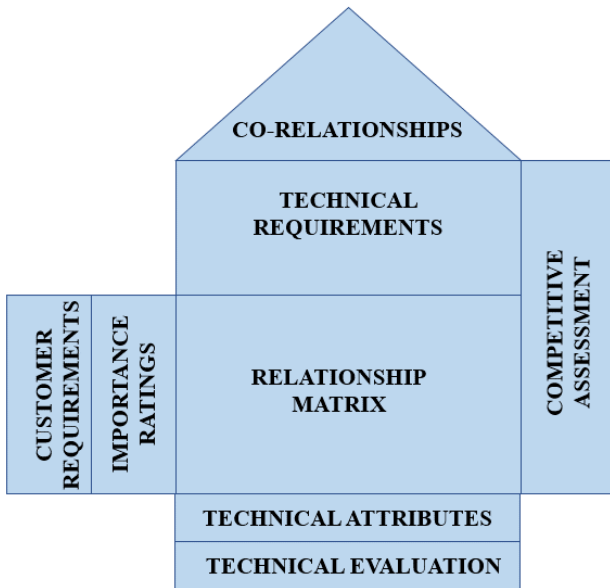 CO-RELATIONSHIPS
TECHNICAL
REQUIREMENTS
COMPETITIVE
ASSESSMENT
CUSTOMER
REQUIREMENTS
IMPORTANCE
RATINGS
RELATIONSHIP
MATRIX
TECHNICAL ATTRIBUTES
TECHNICAL EVALUATION